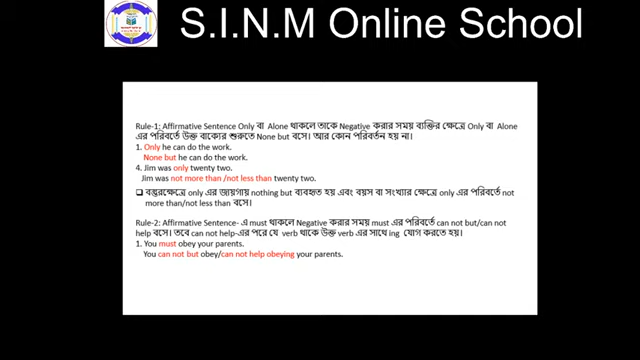 S.I.N.M Online School
Rule-1: Affirmative Sentence Only বা Alone থাকলে তাকে Negative করার সময় ব্যক্তির ক্ষেত্রে Only বা Alone
এর পরিবর্তে উক্ত বাক্যের শুরুতে None but বসে। আর কোন পরিবর্তন হয় না।
1. Only he can do the work.
None but he can do the work.
4. Jim was only twenty two.
Jim was not more than /not less than twenty two.
বস্তুরক্ষেত্রে only এর জায়গায় nothing but ব্যবহৃত হয় এবং বয়স বা সংখ্যার ক্ষেত্রে only এর পরিবর্তে not
more than/not less than বসে।
Rule-2: Affirmative Sentence- এ must থাকলে Negative করার সময় must এর পরিবর্তে can not but/can not
help বসে। তবে can not help-এর পরে যে verb থাকে উক্ত verb এর সাথে ing যোগ করতে হয়।
1. You must obey your parents.
You can not but obey/can not help obeying your parents.